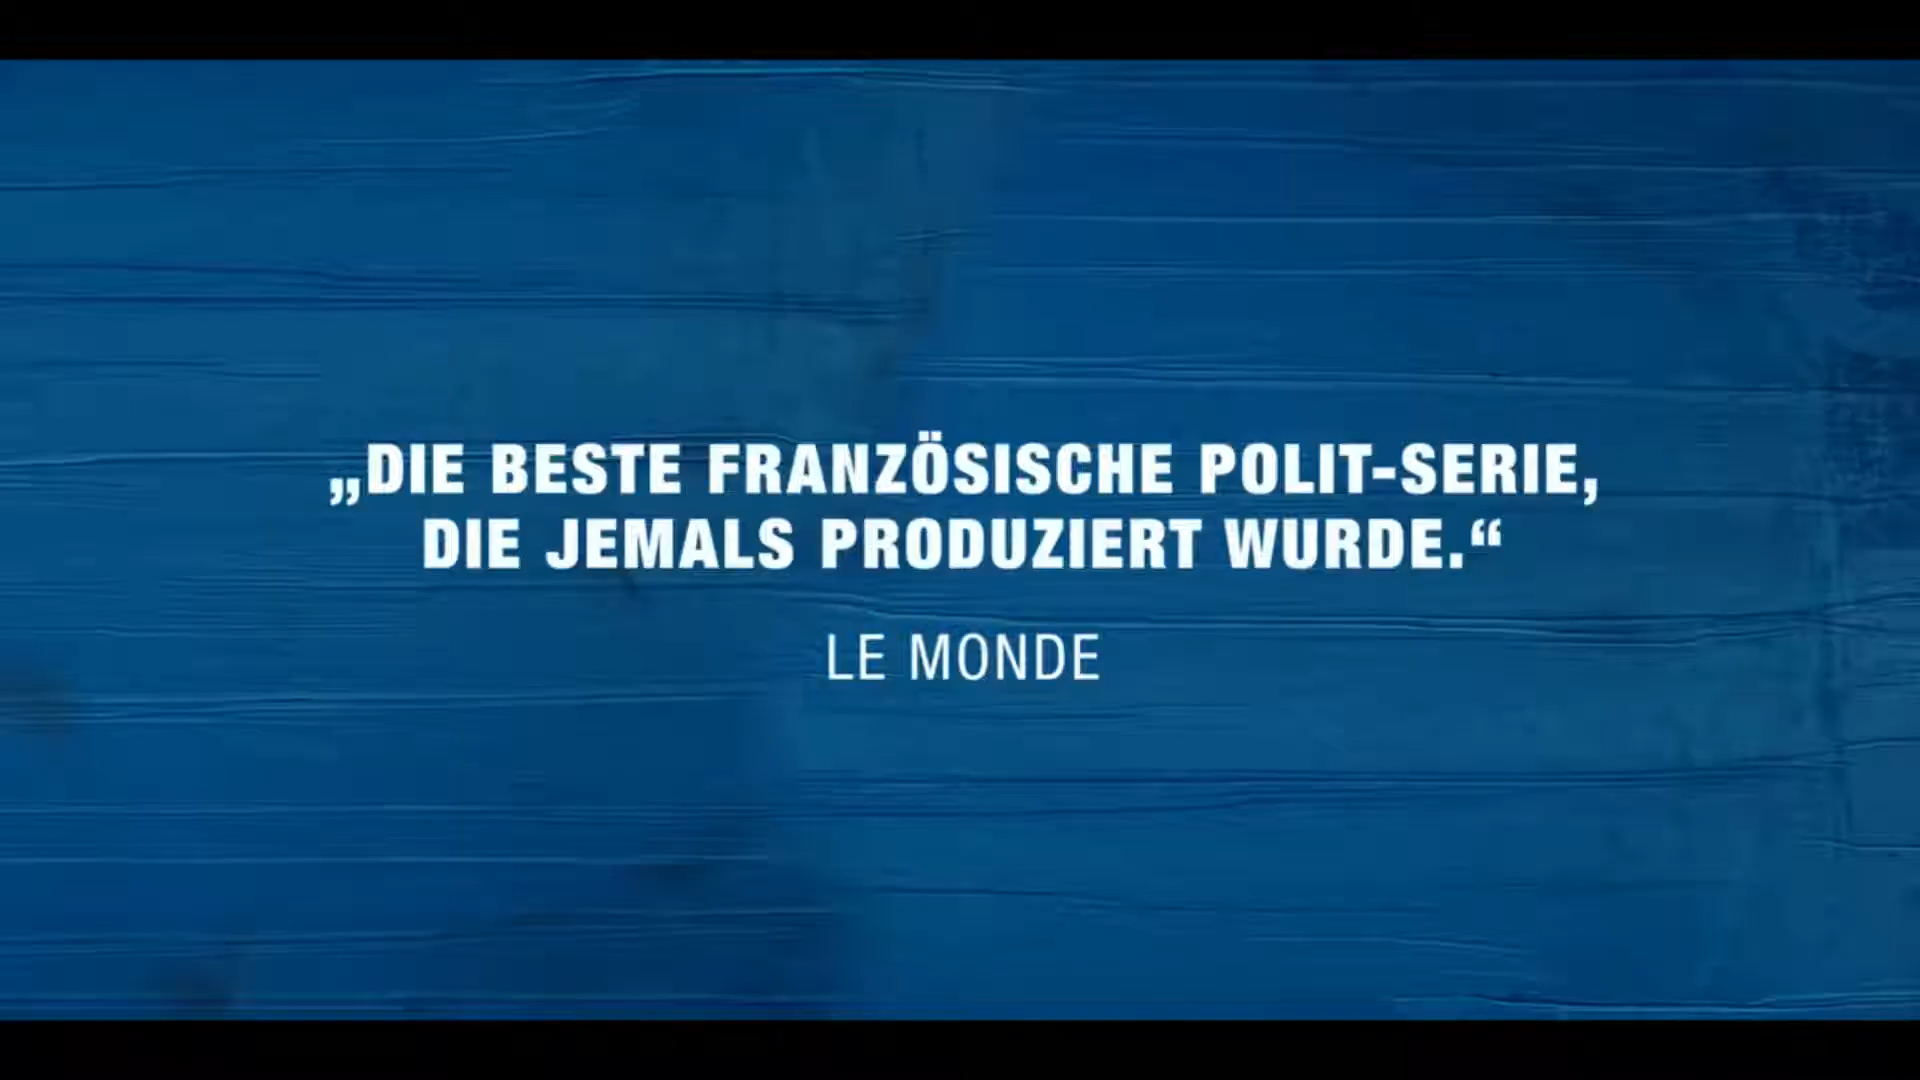 „DIE BESTE FRANZÖSISCHE POLIT-SERIE,
DIE JEMALS PRODUZIERT WURDE.“
LE MONDE